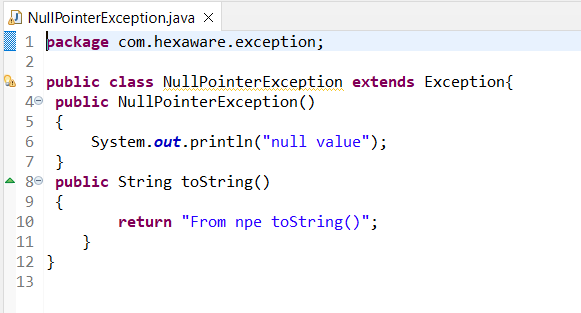 NullPointerException.java
1 package com.hexaware.exception;
2
3 public class NullPointerException extends Exception{
4 public NullPointerException()
5 {
6 System.out.println("null value");
7 }
8 public String toString()
9 {
10 return "From npe toString()";
11 }
12 }
13